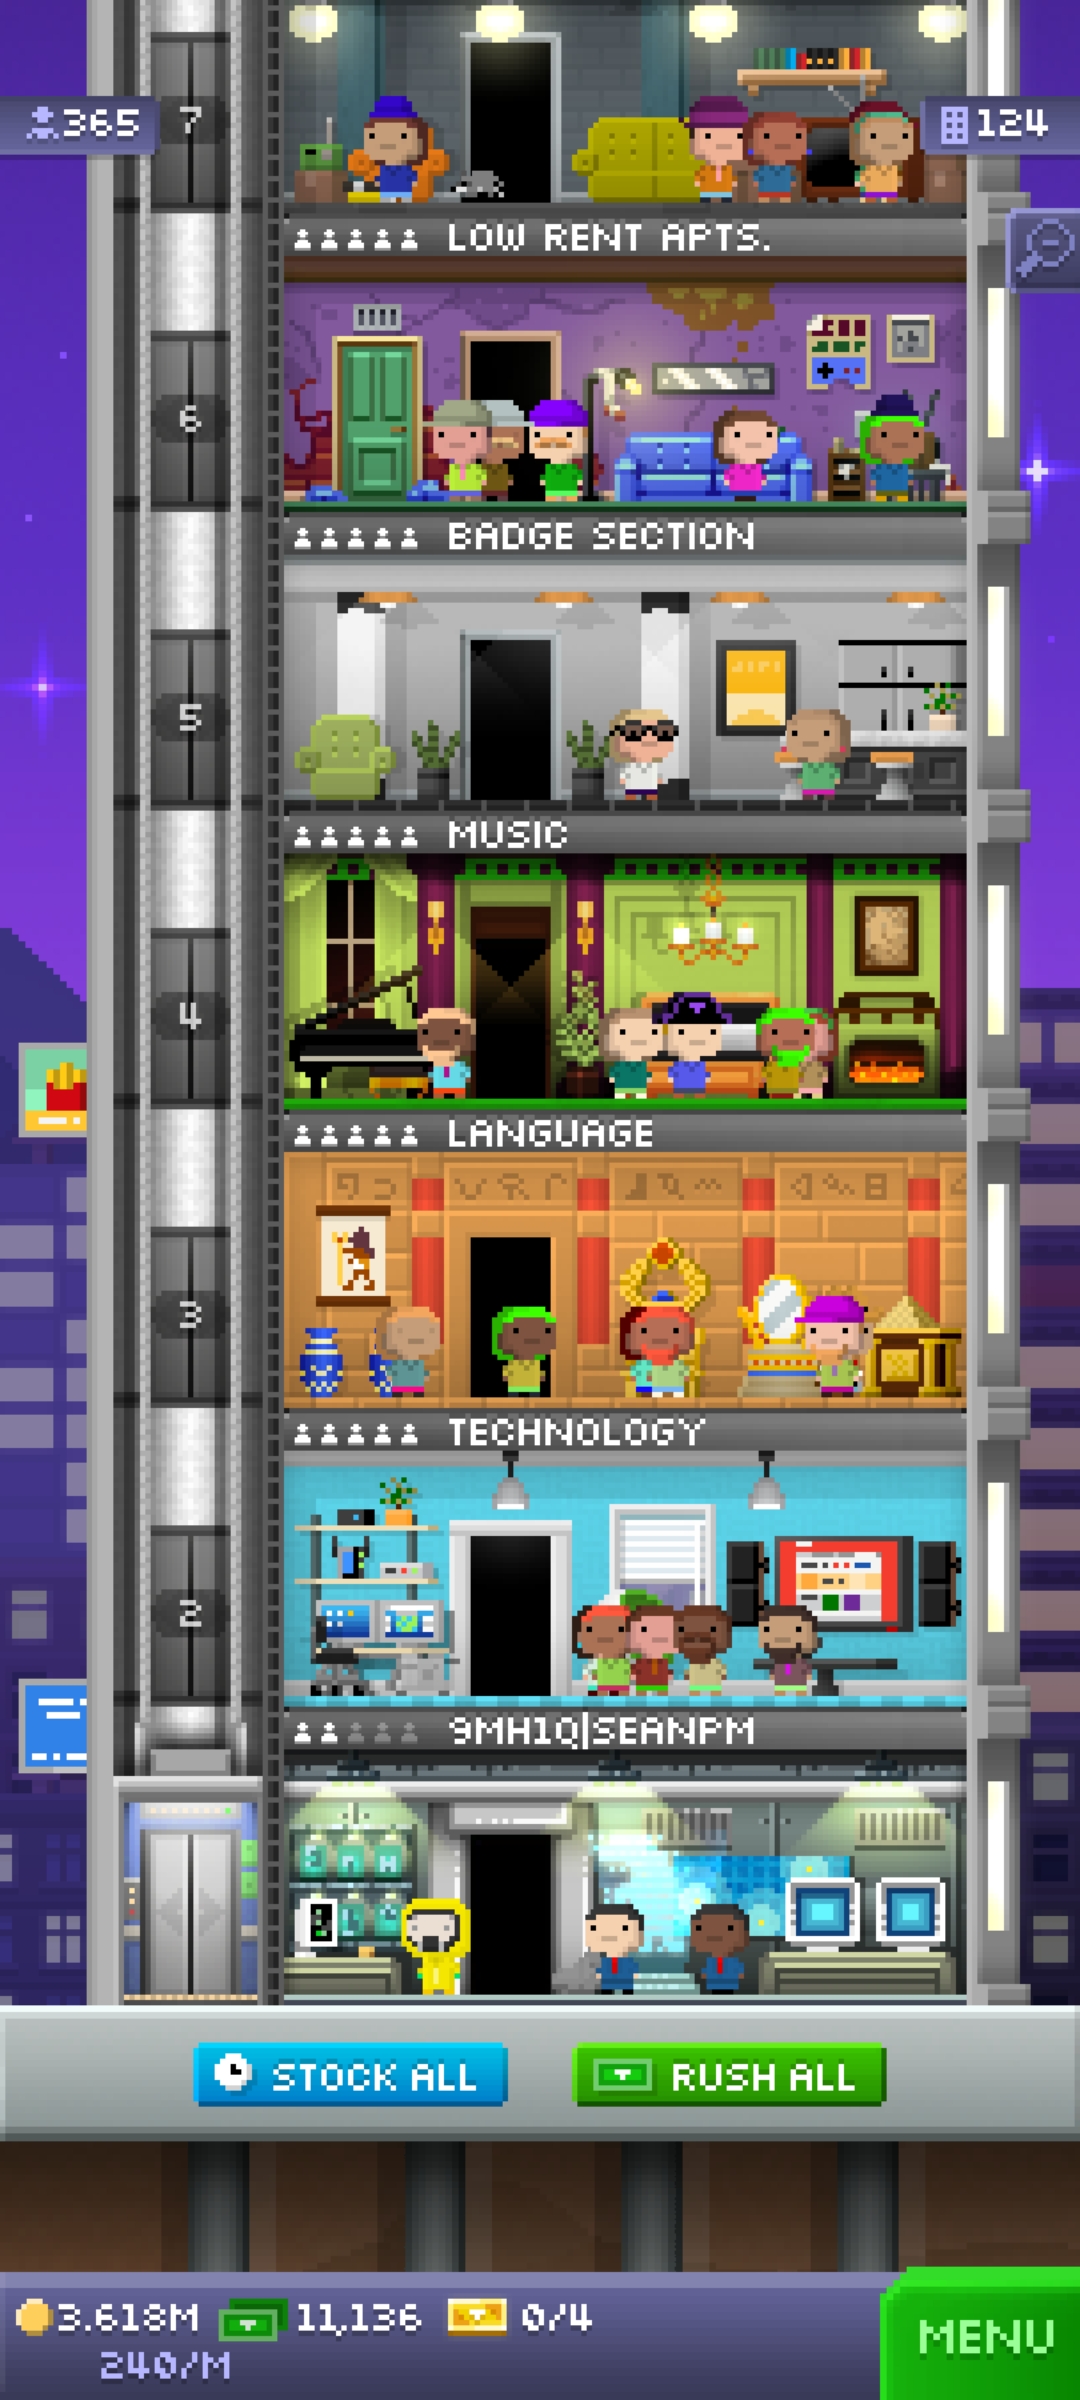 7
365
124
LOW RENT APTS.
6
BADGE SECTION
5
MUSIC
4
LANGUAGE
3
TECHNOLOGY
2
9MH1Q|SEANPM
STOCK ALL
RUSH ALL
3.618M
11,136
0/4
240/M
MENU